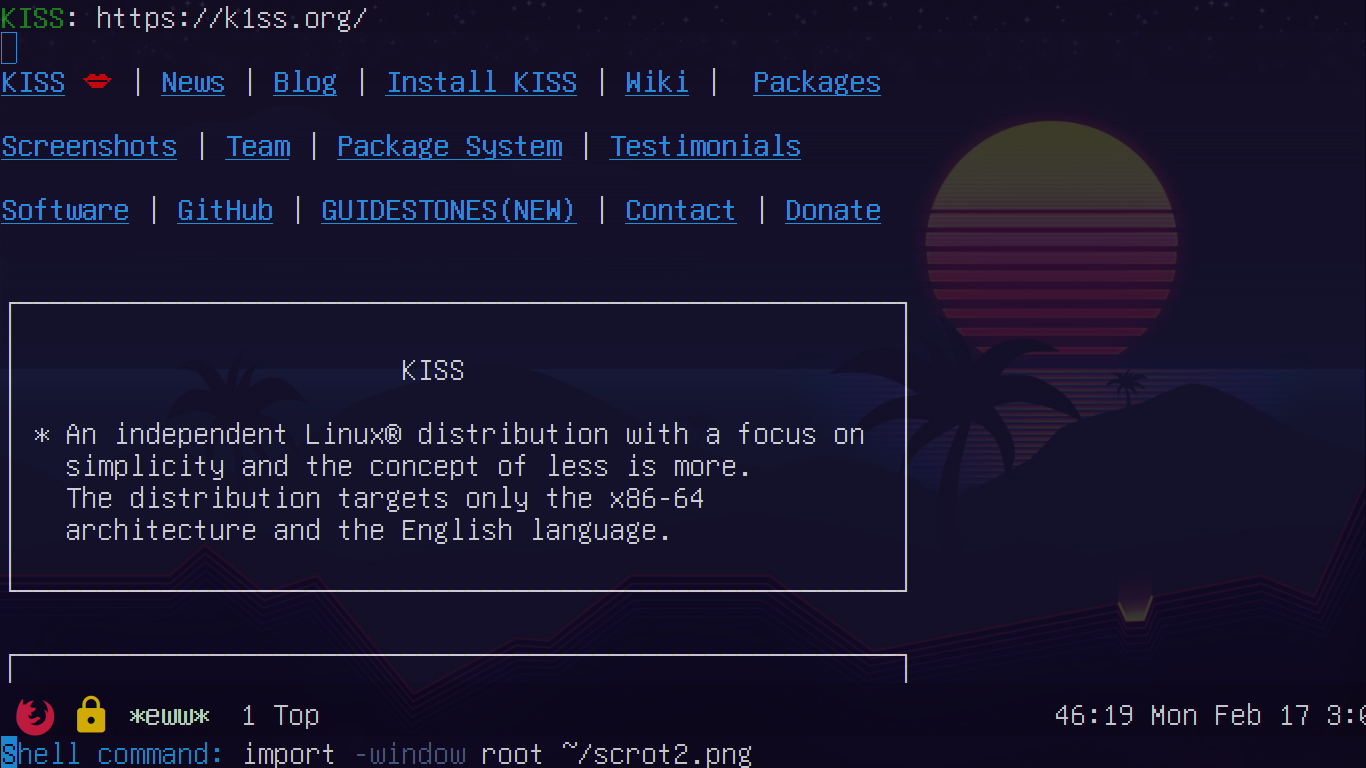 KISS: https://k1ss.org/
KISS 💋 | News | Blog | Install KISS | Wiki | Packages
Screenshots | Team | Package System | Testimonials
Software | GitHub | GUIDESTONES(NEW) | Contact | Donate
KISS
* An independent Linux® distribution with a focus on
simplicity and the concept of less is more.
The distribution targets only the x86-64
architecture and the English language.
*eww* 1 Top 46:19 Mon Feb 17 3:0
Shell command: import -window root ~/scrot2.png